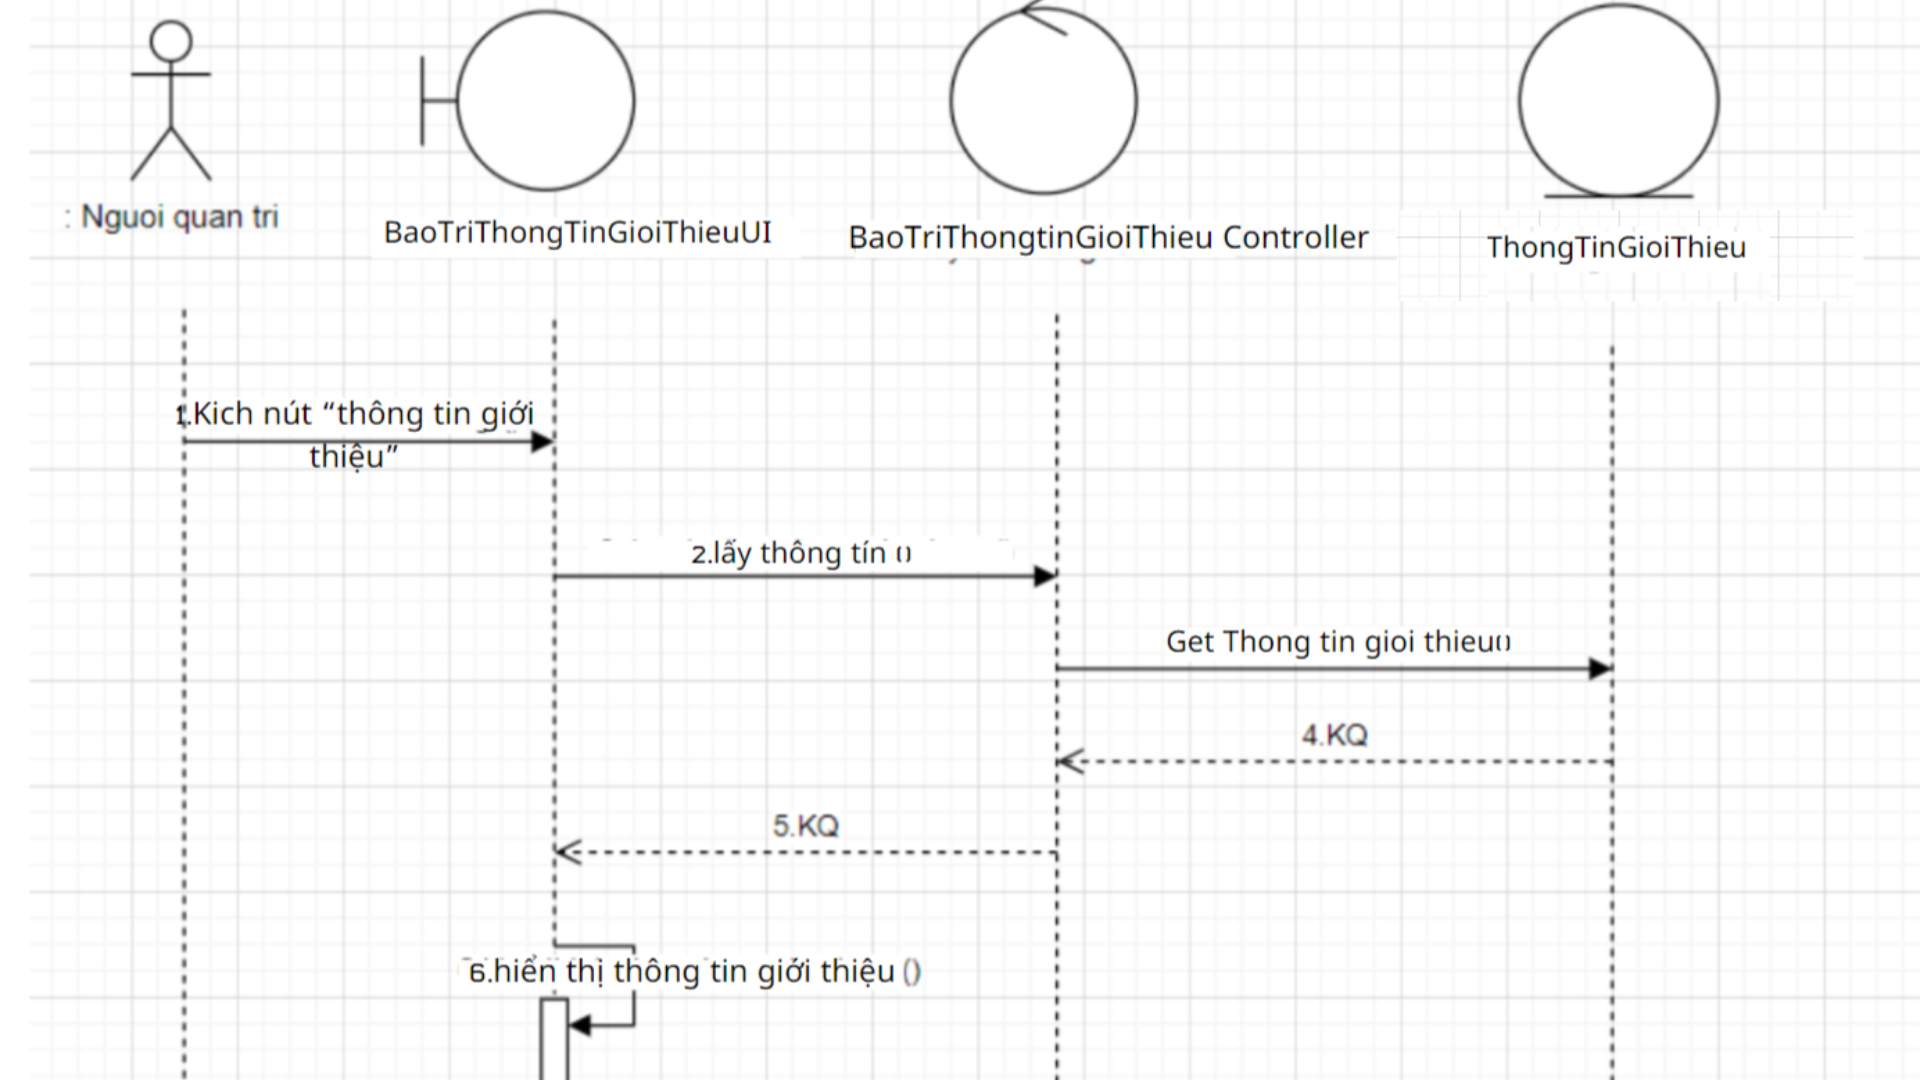 : Nguoi quan tri
BaoTriThongTinGioiThieuUI
BaoTriThongtinGioiThieu Controller
ThongTinGioiThieu
1.Kich nút “thông tin giới
thiệu”
2.lấy thông tín ()
Get Thong tin gioi thieu()
4.KQ
5.KQ
6.hiển thị thông tin giới thiệu ()